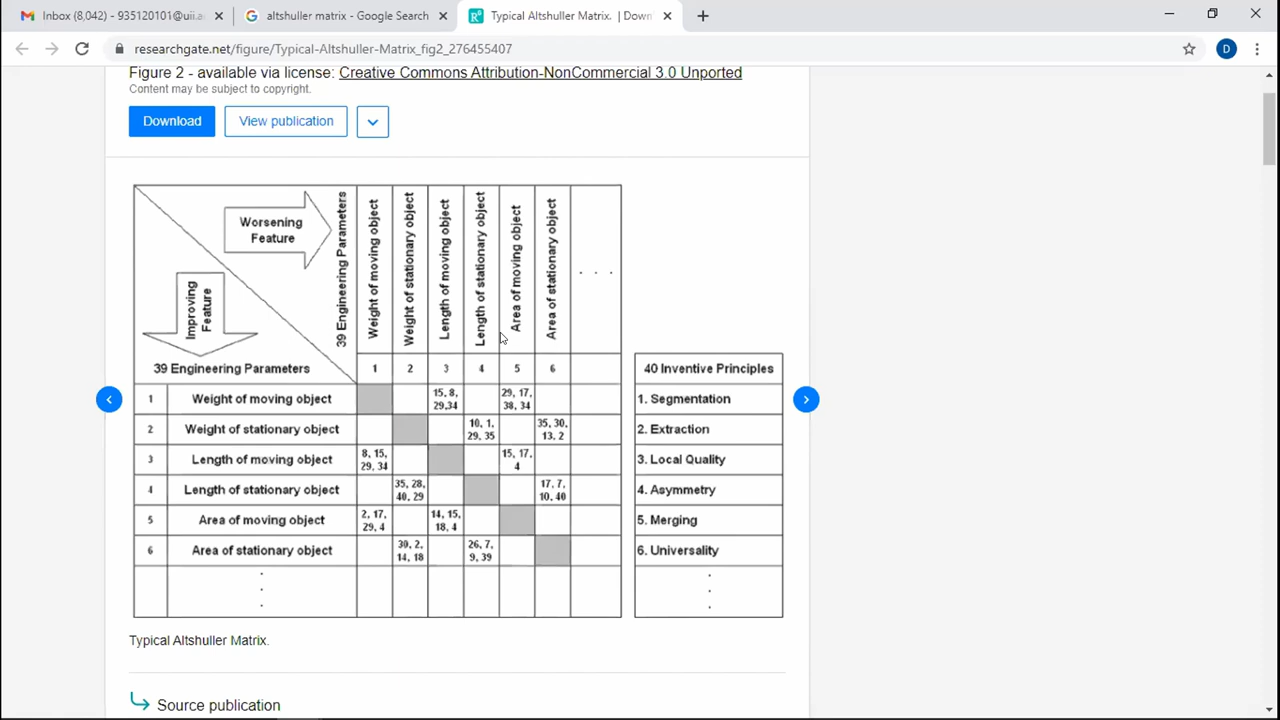 Inbox (8,042) - 935120101@uii.ac
altshuller matrix - Google Search
Typical Altshuller Matrix. | Down
researchgate.net/figure/Typical-Altshuller-Matrix_fig2_276455407
D
Figure 2 - available via license: Creative Commons Attribution-NonCommercial 3.0 Unported
Content may be subject to copyright.
Download
View publication
Worsening
Feature
Improving
Feature
39 Engineering Parameters
39 Engineering Parameters
Weight of moving object
Weight of stationary object
Length of moving object
Length of stationary object
Area of moving object
Area of stationary object
. . .
1 2 3 4 5 6
1 Weight of moving object 15, 8, 29,34 29, 17, 38, 34
2 Weight of stationary object 10, 1, 29, 35 35, 30, 13, 2
3 Length of moving object 8, 15, 29, 34 15, 17, 4
4 Length of stationary object 35, 28, 40, 29 17, 7, 10, 40
5 Area of moving object 2, 17, 29, 4 14, 15, 18, 4
6 Area of stationary object 30, 2, 14, 18 26, 7, 9, 39
.
.
.
40 Inventive Principles
1. Segmentation
2. Extraction
3. Local Quality
4. Asymmetry
5. Merging
6. Universality
.
.
.
Typical Altshuller Matrix.
Source publication